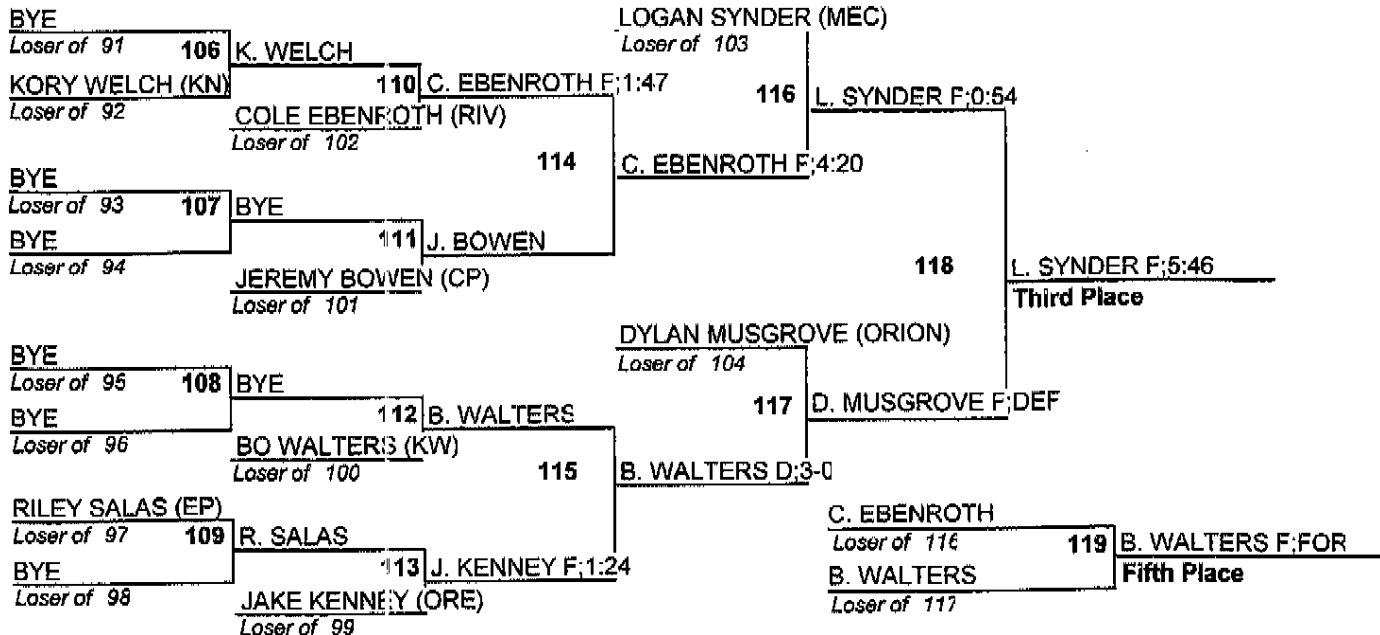 BYE
Loser of 91
106 K. WELCH
KORY WELCH (KN)
Loser of 92
110 C. EBENROTH F;1:47
COLE EBENROTH (RIV)
Loser of 102
BYE
Loser of 93
107 BYE
BYE
Loser of 94
111 J. BOWEN
JEREMY BOWEN (CP)
Loser of 101
114 C. EBENROTH F;4:20
LOGAN SYNDER (MEC)
Loser of 103
116 L. SYNDER F;0:54
BYE
Loser of 95
108 BYE
BYE
Loser of 96
112 B. WALTERS
BO WALTERS (KW)
Loser of 100
RILEY SALAS (EP)
Loser of 97
109 R. SALAS
BYE
Loser of 98
113 J. KENNEY F;1:24
JAKE KENNEY (ORE)
Loser of 99
115 B. WALTERS D;3-0
DYLAN MUSGROVE (ORION)
Loser of 104
117 D. MUSGROVE F;DEF
118 L. SYNDER F;5:46
Third Place
C. EBENROTH
Loser of 116
119 B. WALTERS F;FOR
Fifth Place
B. WALTERS
Loser of 117